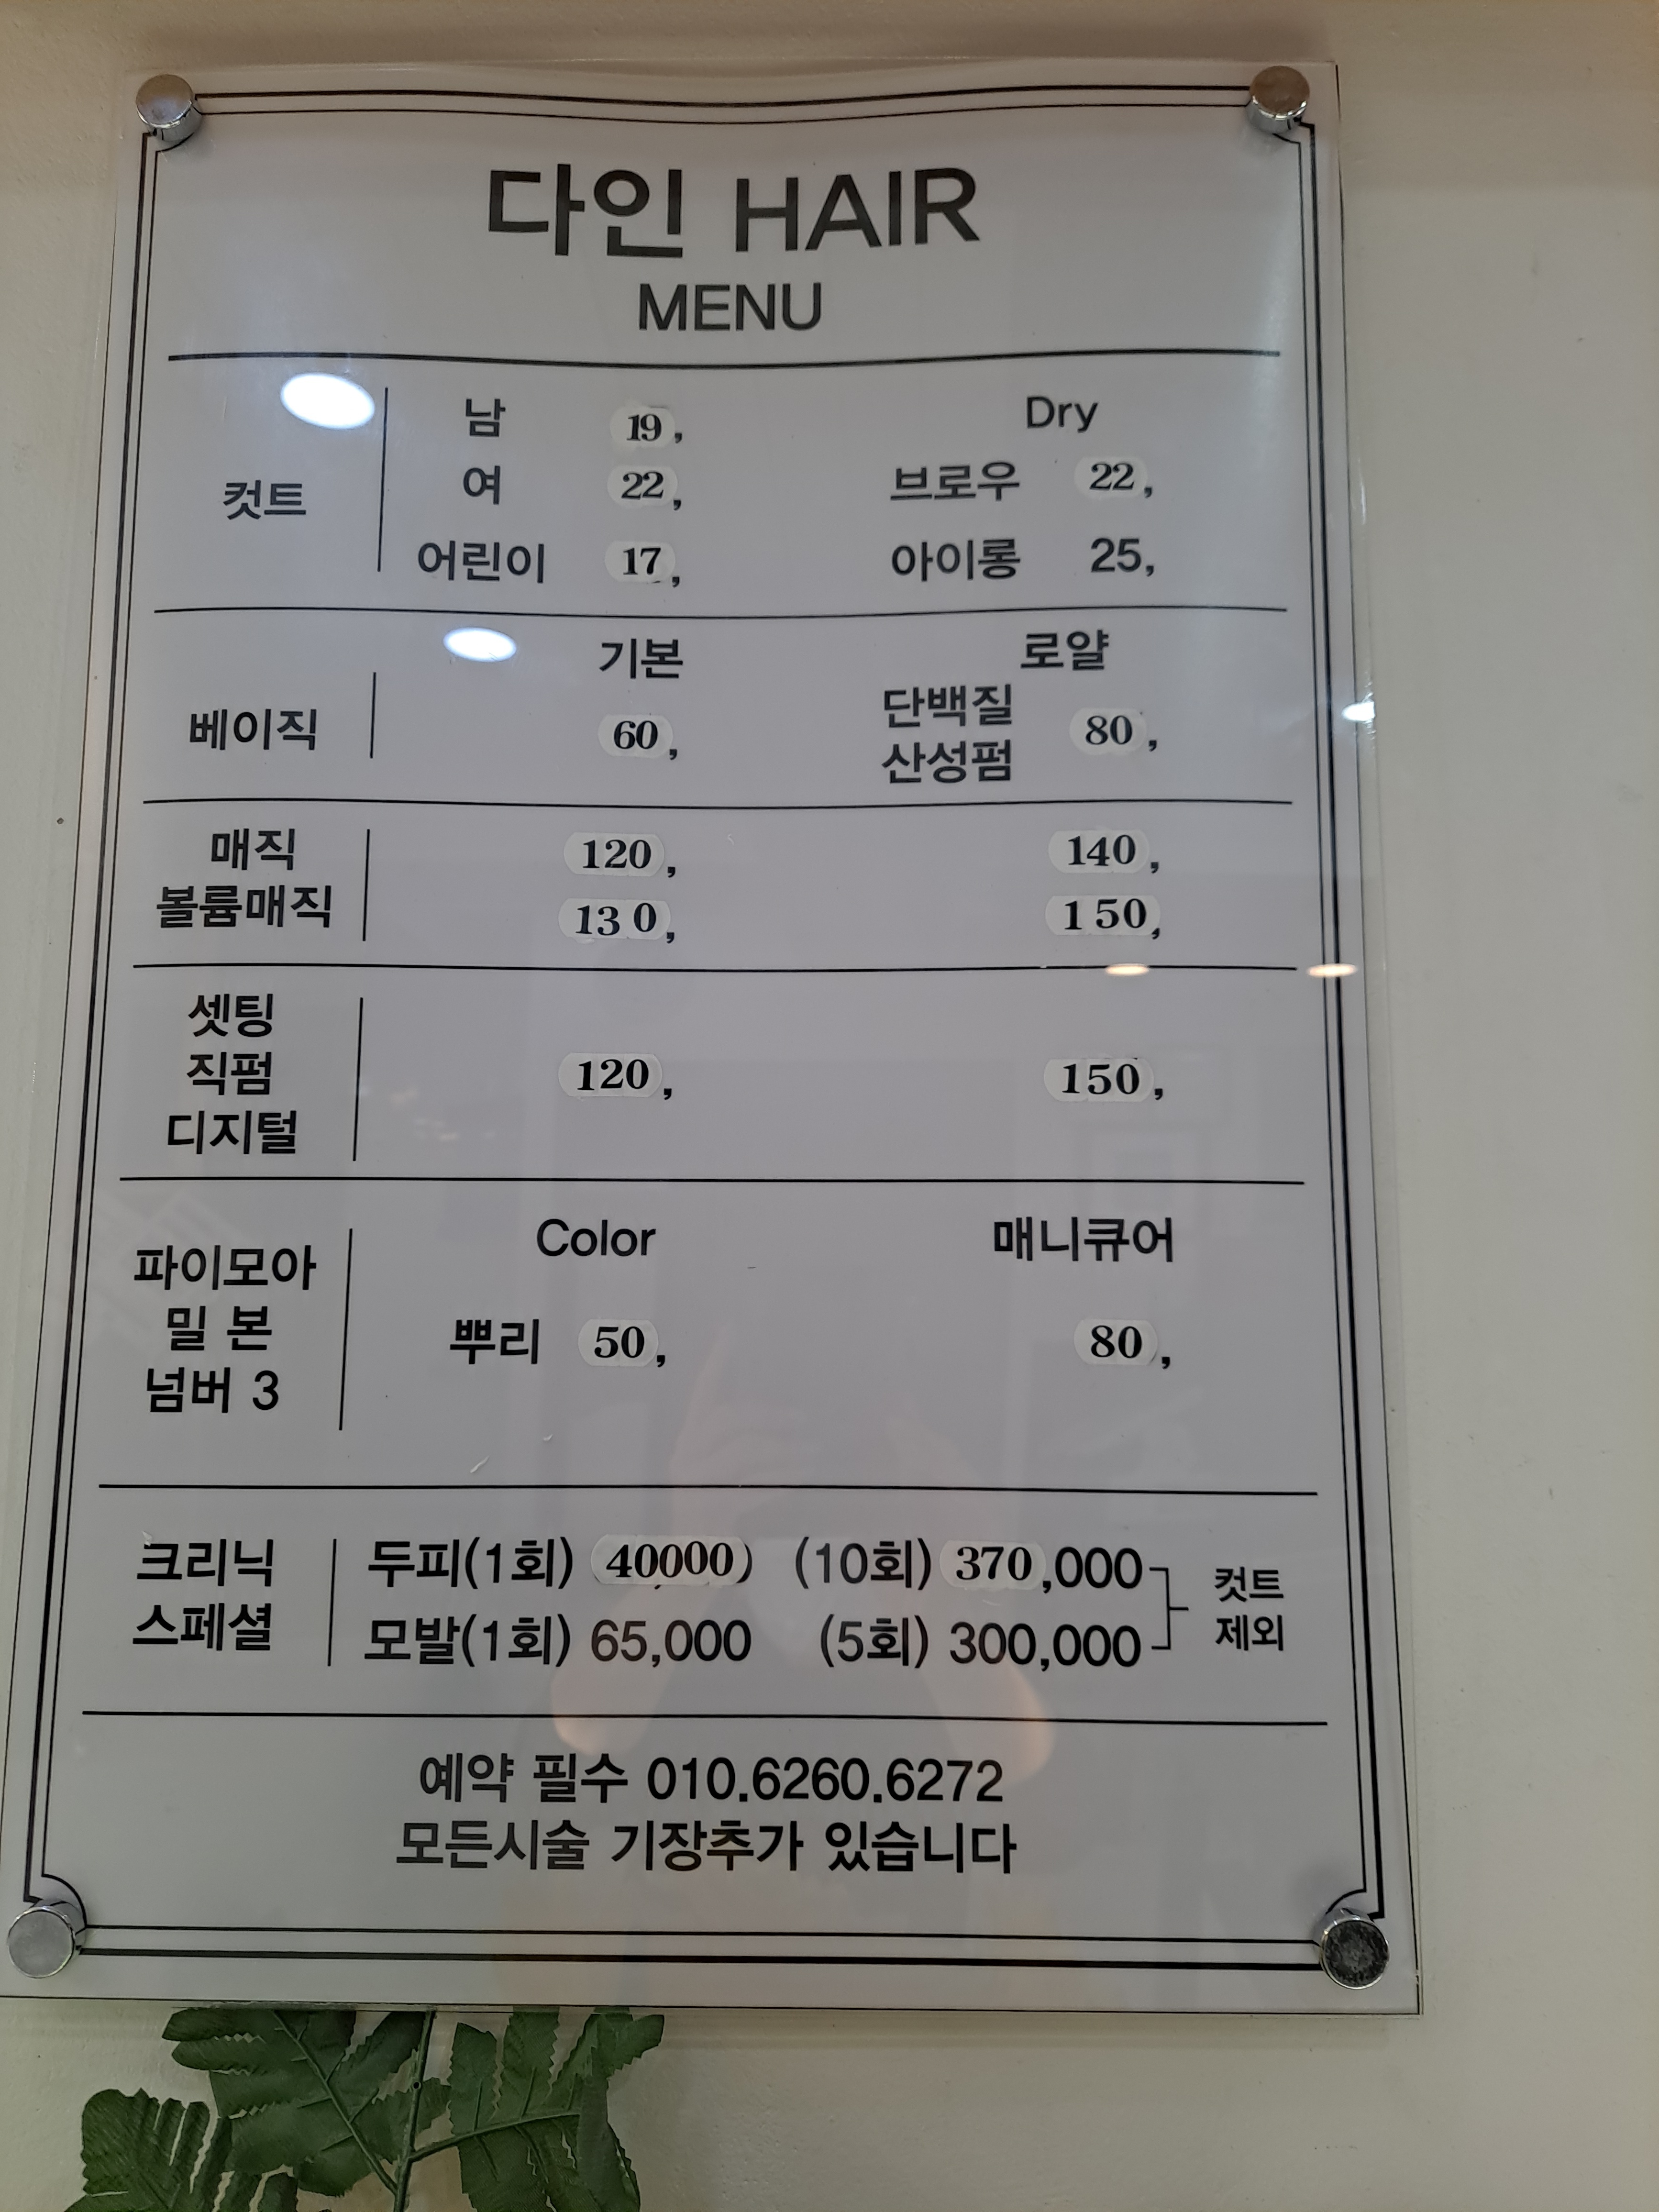 다인 HAIR
MENU
컷트
남 19,
여 22,
어린이 17,
Dry
브로우 22,
아이롱 25,
기본 로얄
베이직 60, 단백질 산성펌 80,
매직 120, 140,
볼륨매직 130, 150,
셋팅
직펌 120, 150,
디지털
Color 매니큐어
파이모아
밀 본 뿌리 50, 80,
넘버 3
크리닉 두피(1회) 40000) (10회) 370,000 컷트
스페셜 모발(1회) 65,000 (5회) 300,000 제외
예약 필수 010.6260.6272
모든시술 기장추가 있습니다